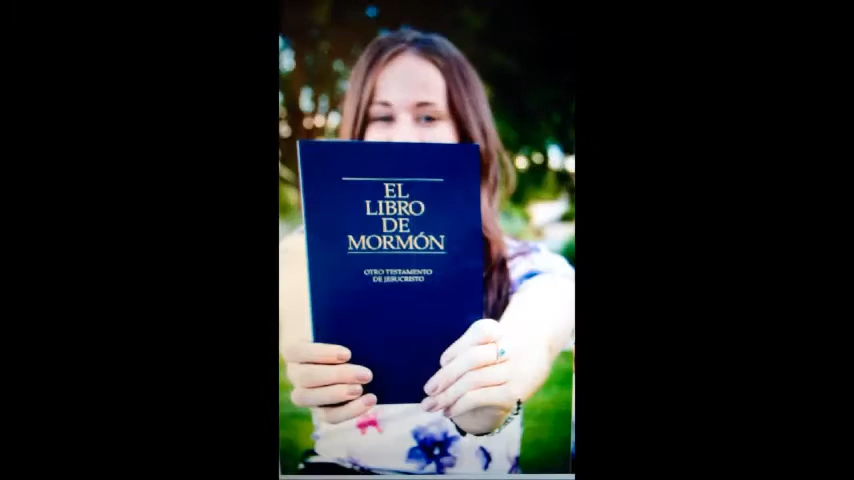 EL
LIBRO
DE
MORMÓN
OTRO TESTAMENTO
DE JESUCRISTO